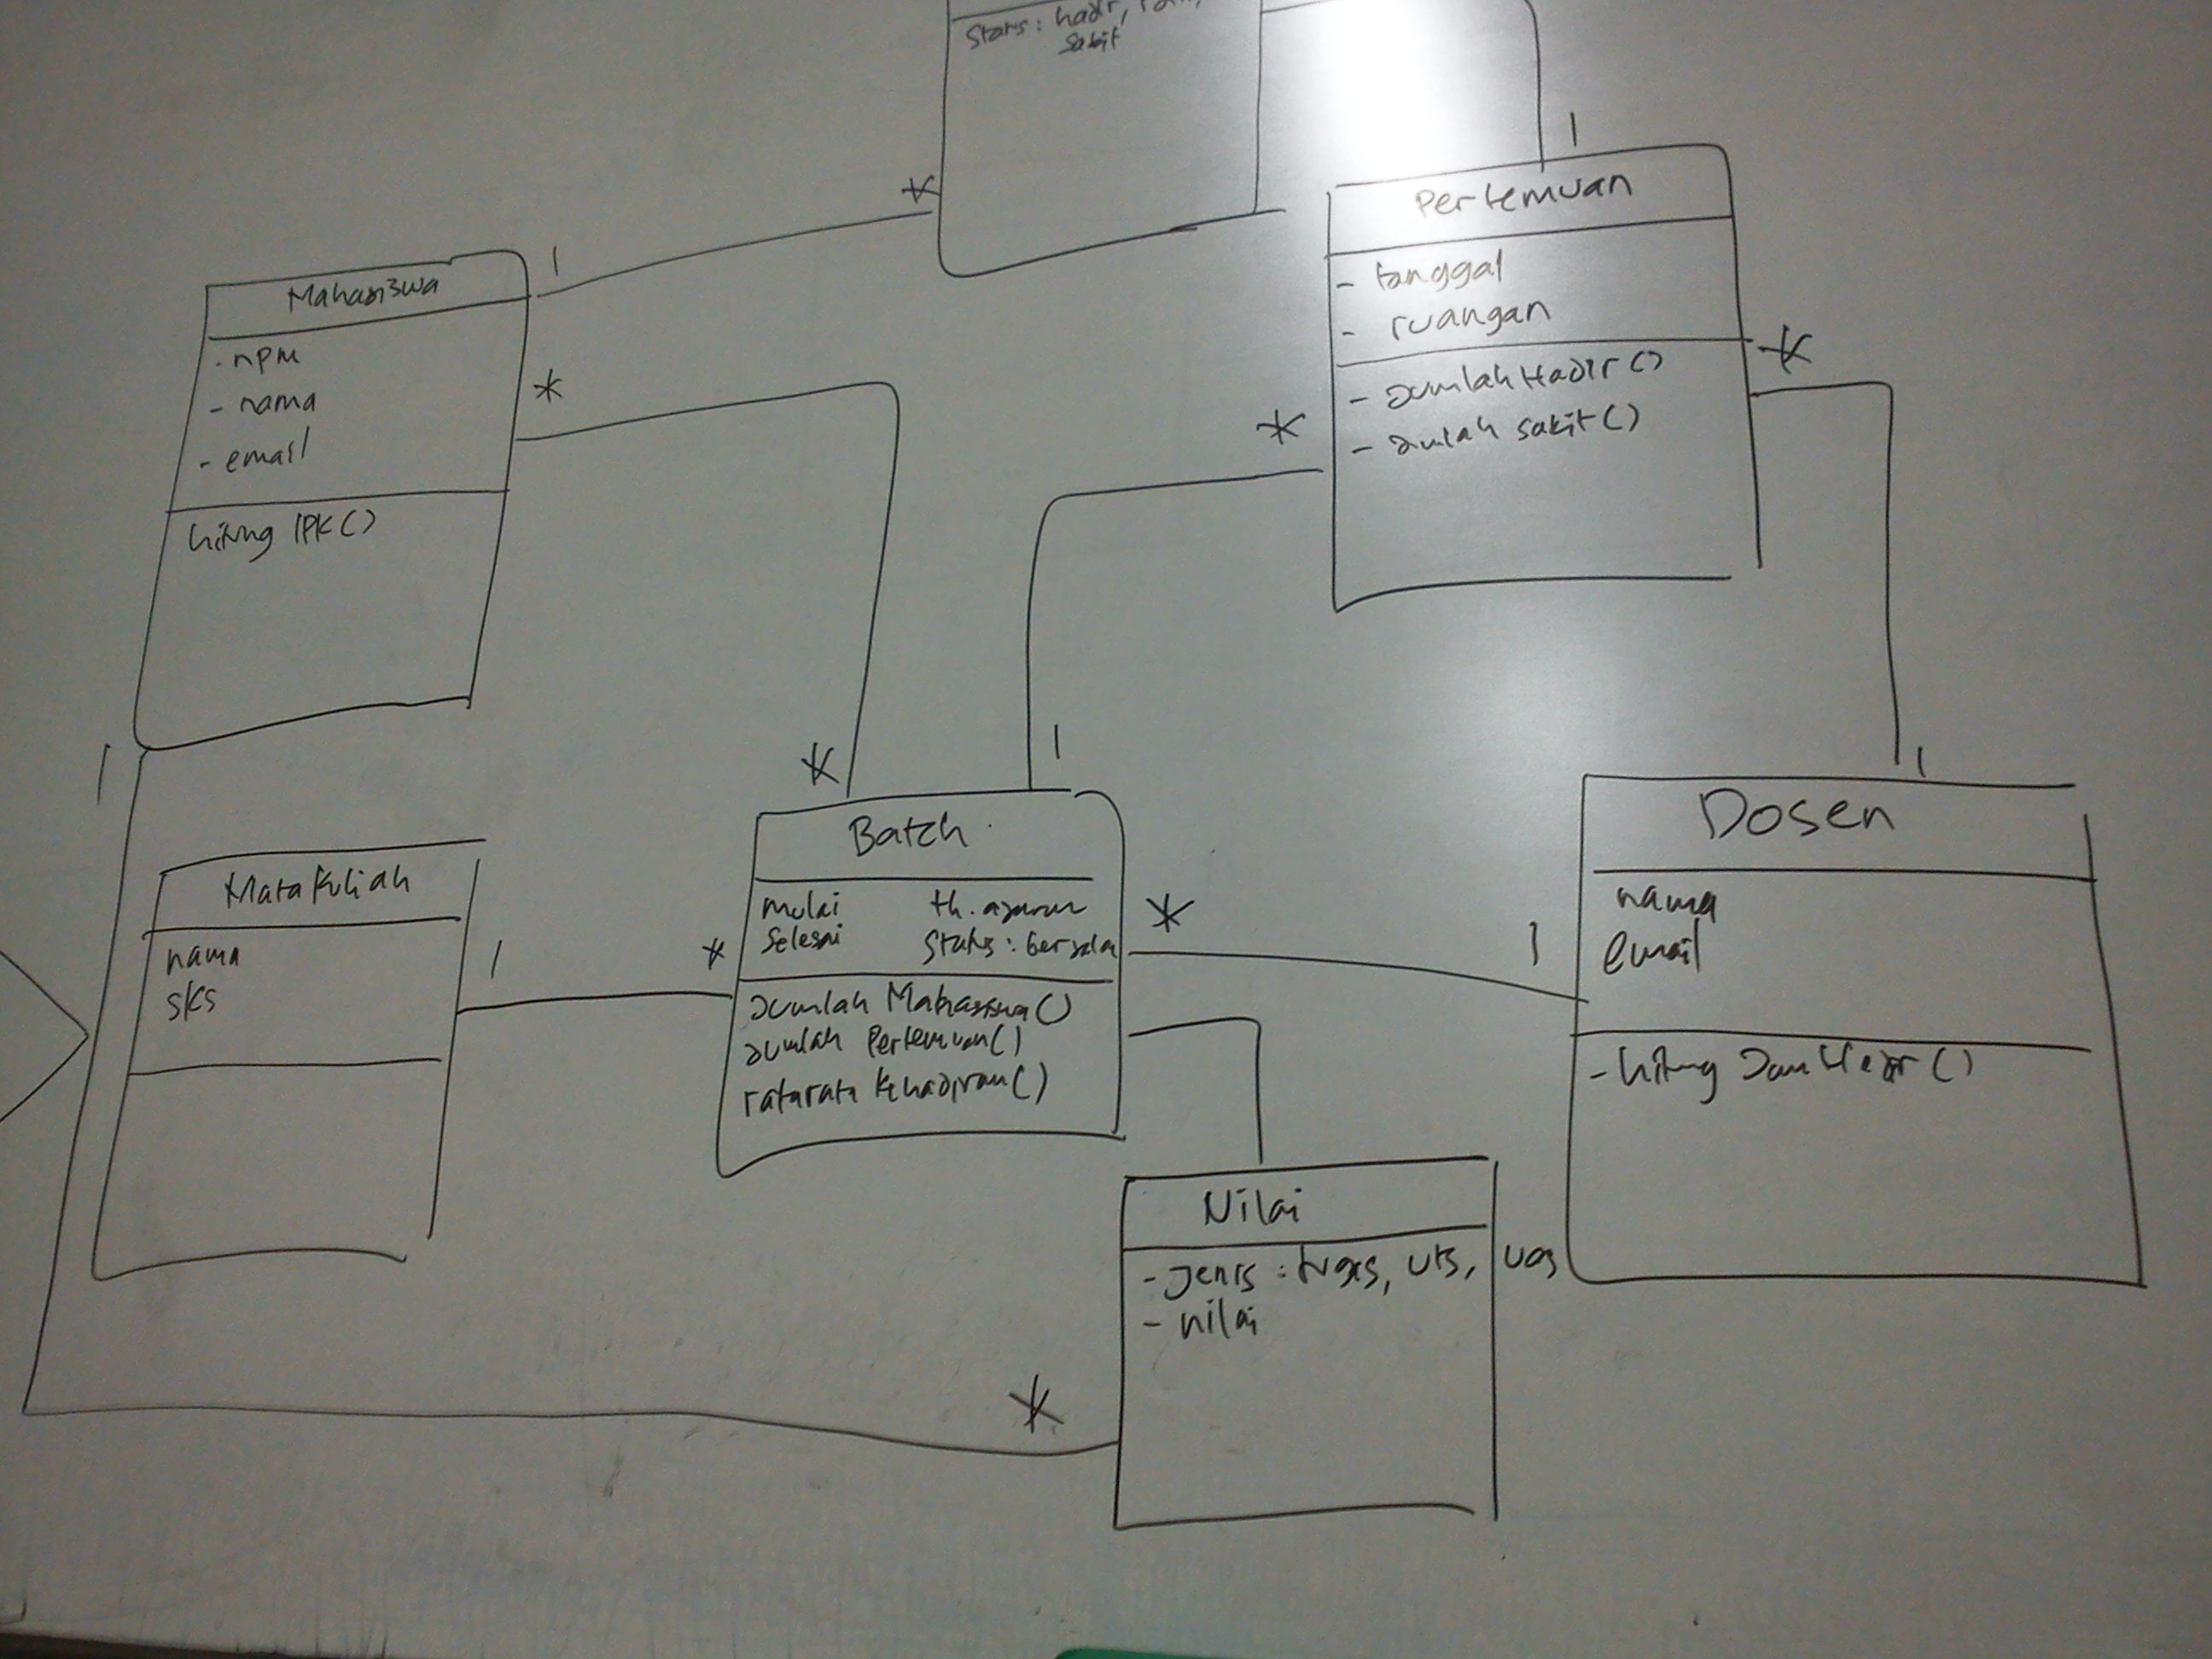 Status: hadir,
Sakit
*
1
Pertemuan
- tanggal
- ruangan
- Jumlah Hadir ()
- Jumlah sakit ()
*
*
1
Mahasiswa
- npm
- nama
- email
hitung IPK ()
1
*
*
1
1
Matakuliah
nama
sks
1
*
Batch
mulai
selesai
th. ajaran
Status:
Jumlah Mahasiswa ()
Jumlah Pertemuan ()
ratarata Kehadiran ()
*
1
Dosen
nama
email
- hitung Jam Hadir ()
Nilai
- Jenis : tugas, uts, uas
- nilai
*